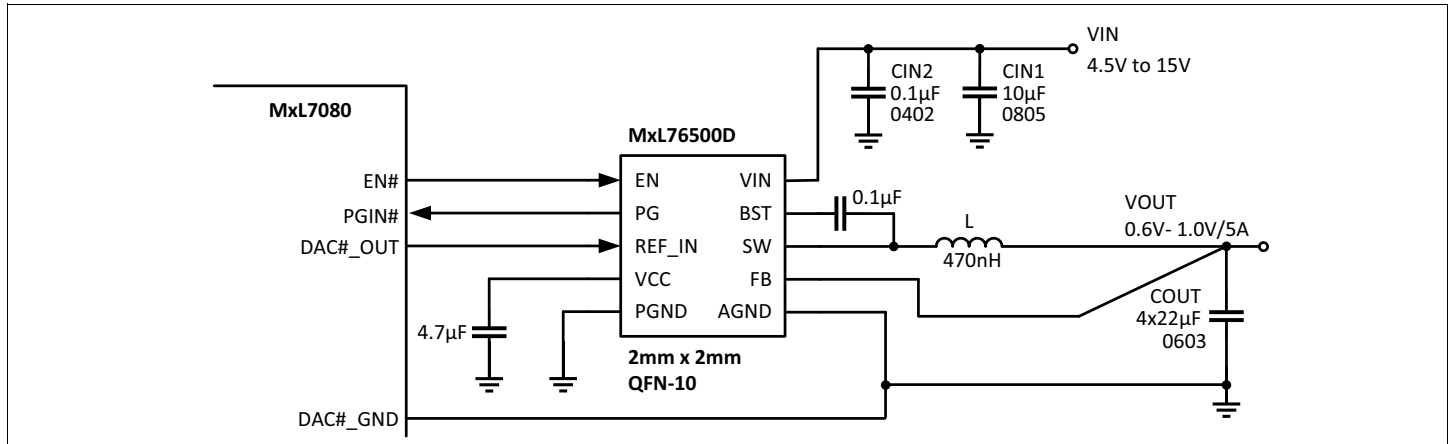 VIN
4.5V to 15V
CIN2
0.1µF
0402
CIN1
10µF
0805
MxL7080
MxL76500D
EN#
EN
VIN
0.1µF
PGIN#
PG
BST
L
VOUT
0.6V- 1.0V/5A
DAC#_OUT
REF_IN
SW
470nH
VCC
FB
COUT
4x22µF
0603
4.7µF
PGND
AGND
2mm x 2mm
QFN-10
DAC#_GND